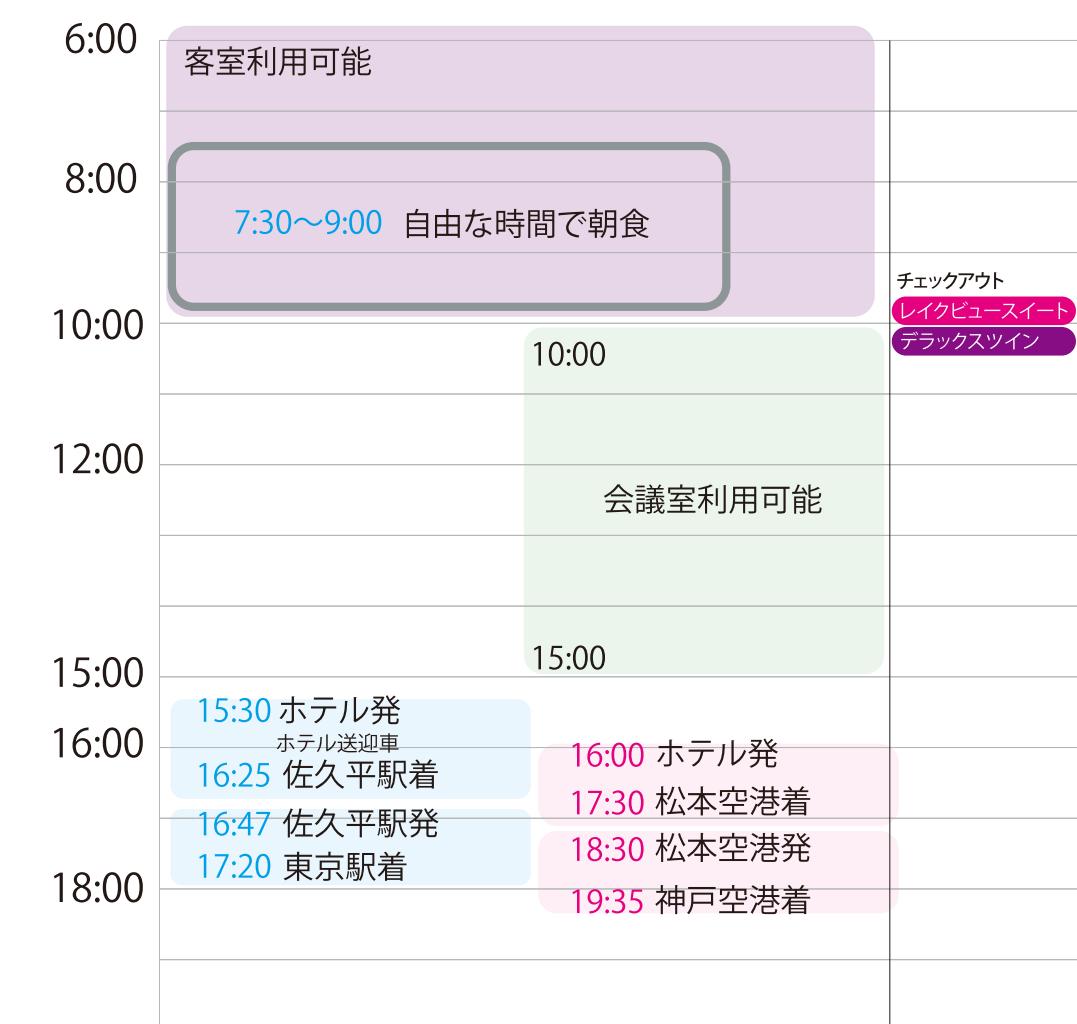 6:00
客室利用可能
8:00
7:30～9:00 自由な時間で朝食
チェックアウト
レイクビュースイート
10:00
デラックスツイン
10:00
12:00
会議室利用可能
15:00
15:00
15:30 ホテル発
ホテル送迎車
16:00
16:25 佐久平駅着
16:00 ホテル発
17:30 松本空港着
16:47 佐久平駅発
17:20 東京駅着
18:30 松本空港発
18:00
19:35 神戸空港着